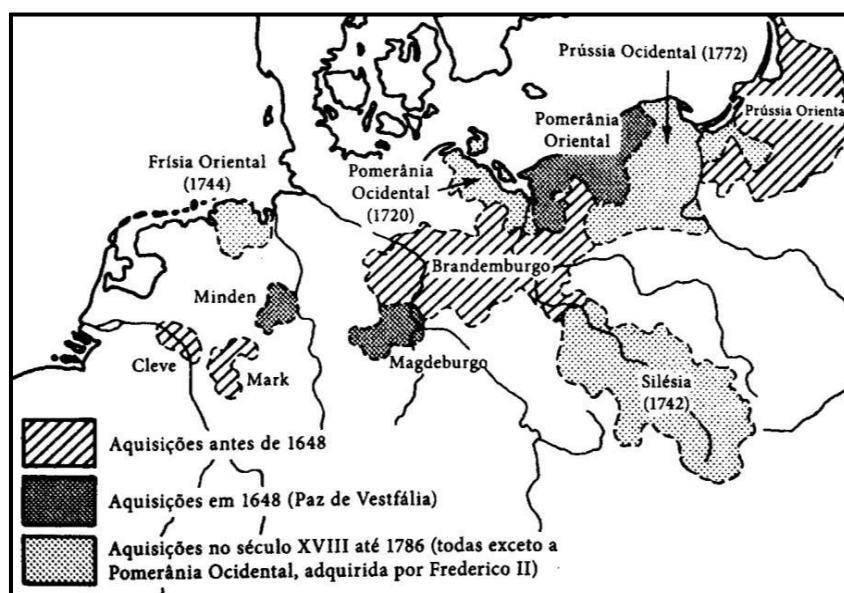 Prússia Ocidental (1772)
Prússia Oriental
Pomerânia
Oriental
Frísia Oriental
(1744)
Pomerânia
Ocidental
(1720)
Brandemburgo
Minden
Cleve
Mark
Magdeburgo
Silésia
(1742)
Aquisições antes de 1648
Aquisições em 1648 (Paz de Vestfália)
Aquisições no século XVIII até 1786 (todas exceto a
Pomerânia Ocidental, adquirida por Frederico II)